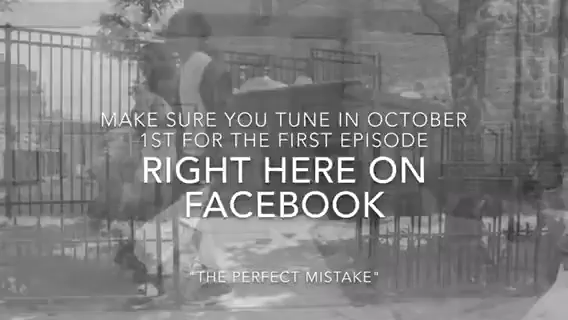 MAKE SURE YOU TUNE IN OCTOBER
1ST FOR THE FIRST EPISODE
RIGHT HERE ON
FACEBOOK
"THE PERFECT MISTAKE"